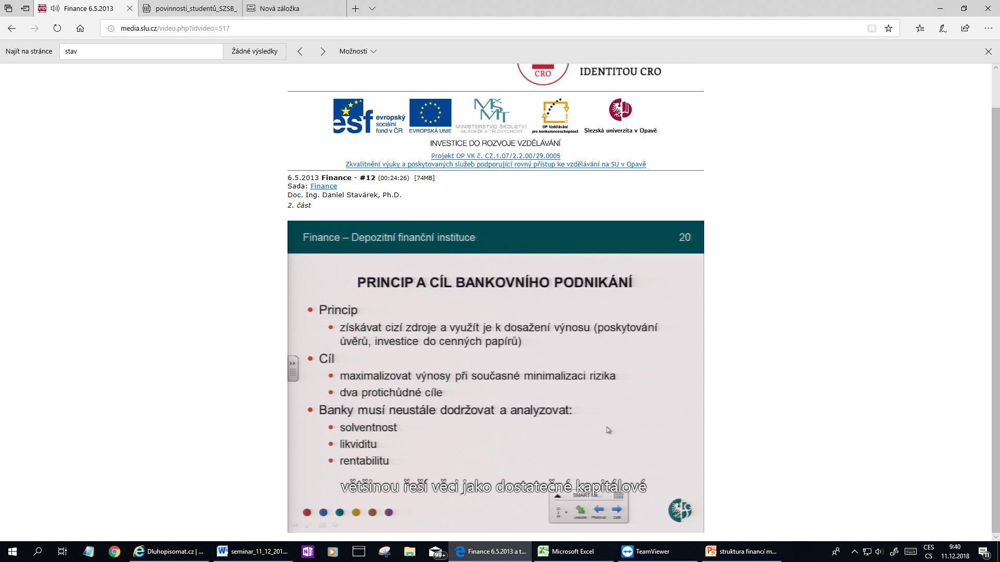 Finance 6.5.2013
povinnosti_studentů_SZSB_
Nová záložka
media.slu.cz/video.php?idvideo=517
Najít na stránce
stav
Žádné výsledky
Možnosti
CRO
IDENTITOU CRO
esf evropský sociální fond v ČR
EVROPSKÁ UNIE
MINISTERSTVO ŠKOLSTVÍ,
MLÁDEŽE A TĚLOVÝCHOVY
OP Vzdělávání
pro konkurenceschopnost
Slezská univerzita v Opavě
INVESTICE DO ROZVOJE VZDĚLÁVÁNÍ
Projekt OP VK č. CZ.1.07/2.2.00/29.0005
Zkvalitnění výuky a poskytovaných služeb podporující rovný přístup ke vzdělávání na SU v Opavě
6.5.2013 Finance - #12 (00:24:26) [74MB]
Sada: Finance
Doc. Ing. Daniel Stavárek, Ph.D.
2. část
Finance – Depozitní finanční instituce 20
PRINCIP A CÍL BANKOVNÍHO PODNIKÁNÍ
Princip
získávat cizí zdroje a využít je k dosažení výnosu (poskytování
úvěrů, investice do cenných papírů)
Cíl
maximalizovat výnosy při současné minimalizaci rizika
dva protichůdné cíle
Banky musí neustále dodržovat a analyzovat:
solventnost
likviditu
rentabilitu
většinou řeší věci jako dostatečné kapitálové
SMART
Ukazatel Předchozí Další
Dluhopisomat.cz | ...
seminar_11_12_201...
99+
Finance 6.5.2013 a t...
Microsoft Excel
TeamViewer
struktura financí m...
CES
CS
9:40
11.12.2018
11